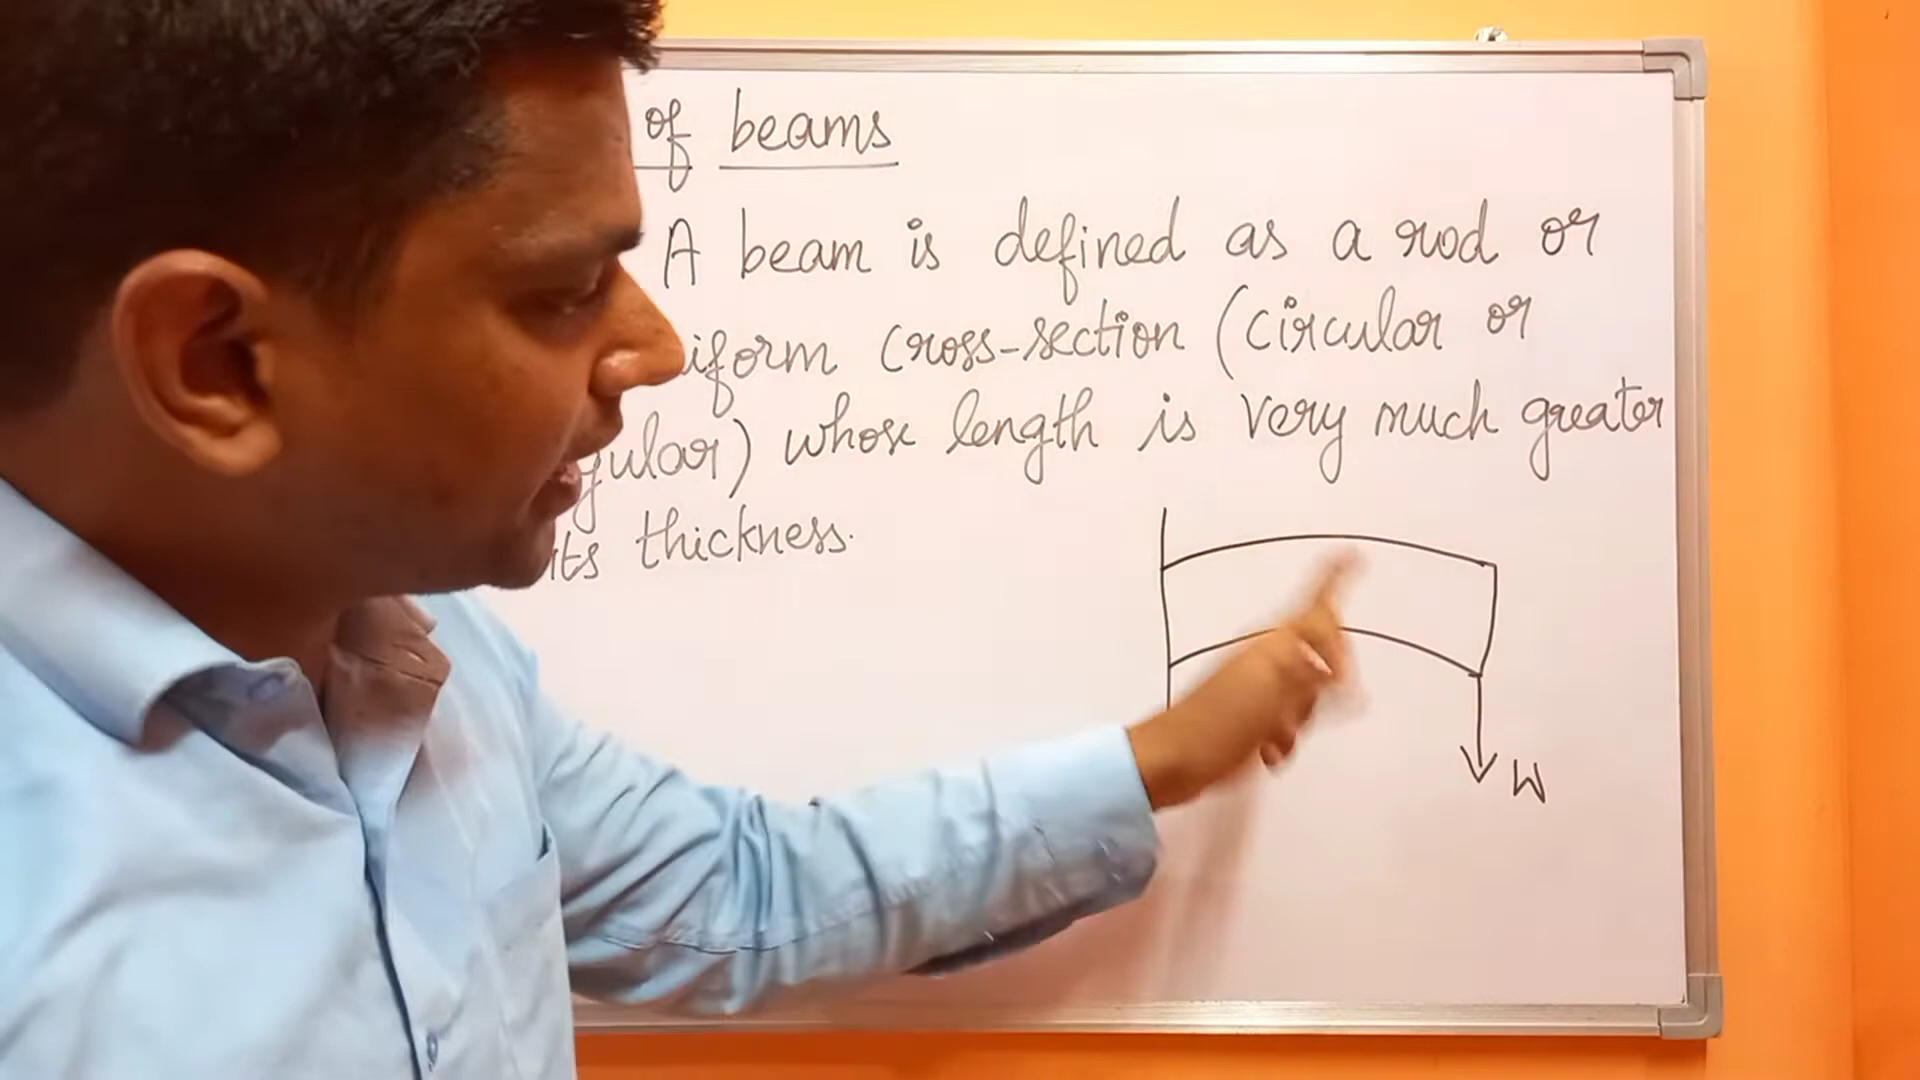 of beams
A beam is defined as a rod or
iform cross-section (circular or
gular) whose length is very much greater
its thickness.
W